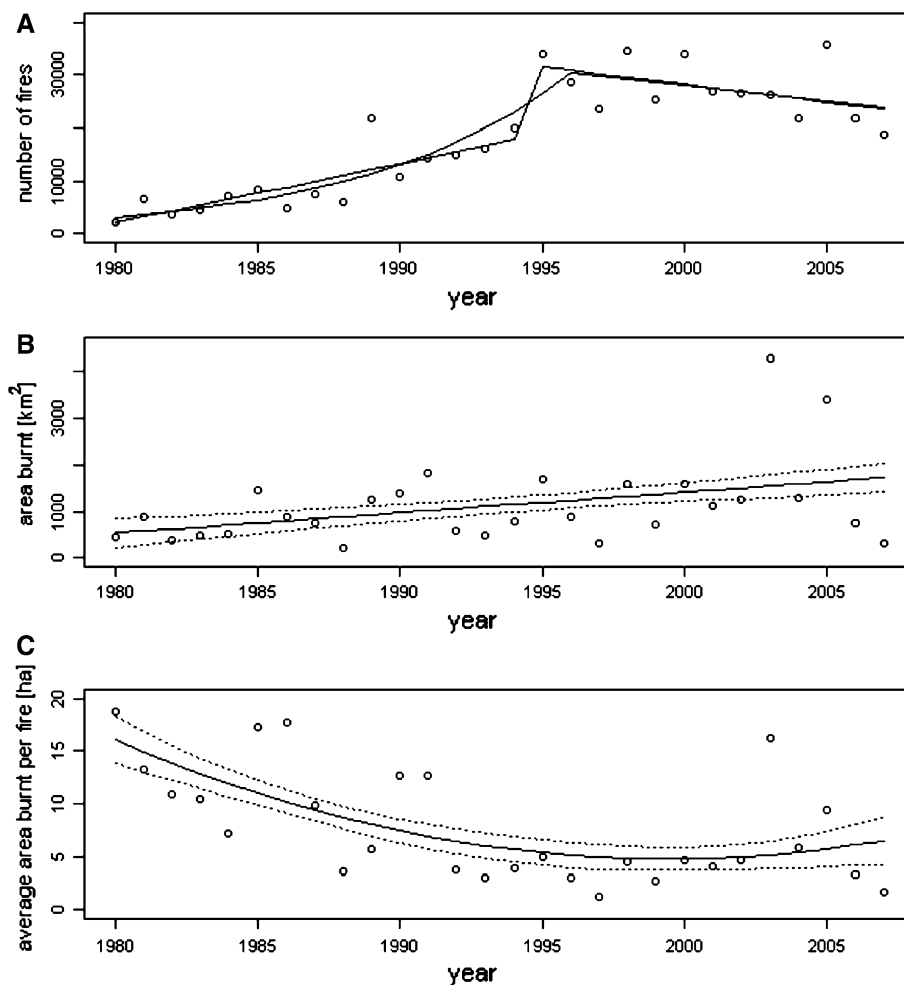 A
number of fires
30000
10000
0
1980 1985 1990 1995 2000 2005
year
B
area burnt [km²]
3000
1000
0
1980 1985 1990 1995 2000 2005
year
C
average area burnt per fire [ha]
20
15
10
5
0
1980 1985 1990 1995 2000 2005
year